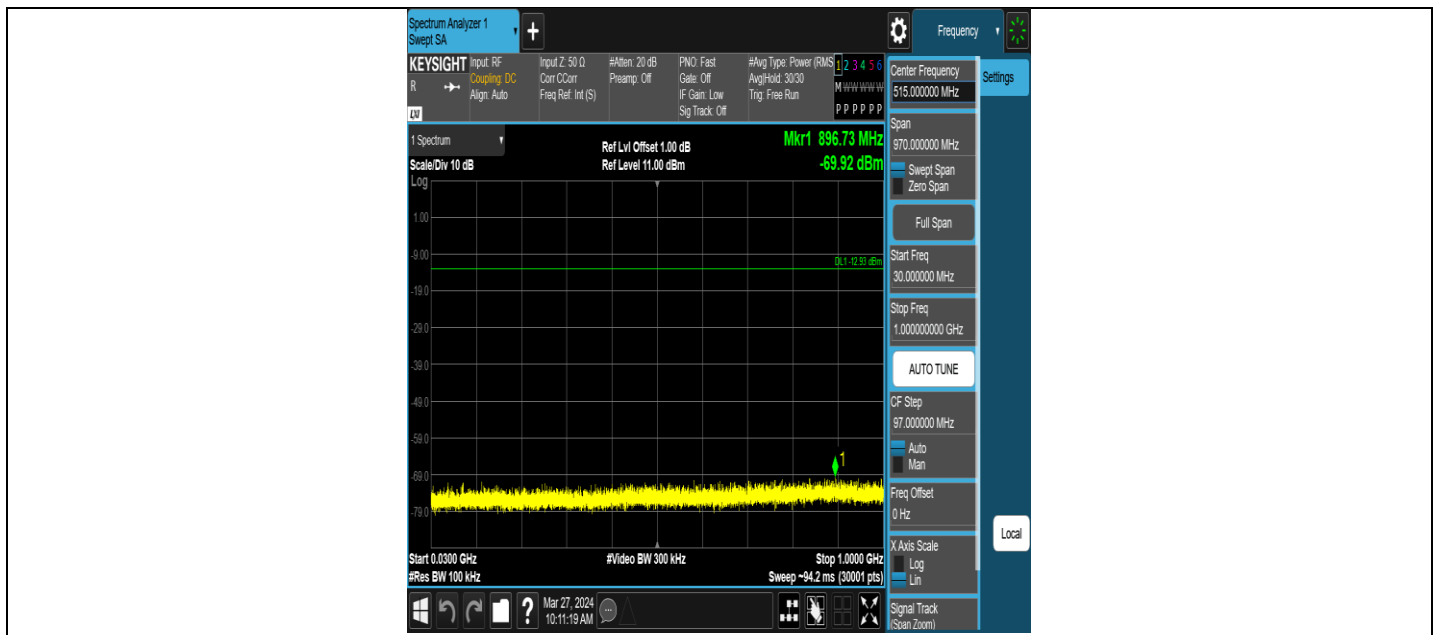 Spectrum Analyzer 1
Swept SA
+
Frequency
KEYSIGHT
R
LXI
Input: RF
Coupling: DC
Align: Auto
Input Z: 50 Ω
Corr CCorr
Freq Ref: Int (S)
#Atten: 20 dB
Preamp: Off
PNO: Fast
Gate: Off
IF Gain: Low
Sig Track: Off
#Avg Type: Power (RMS
Avg|Hold: 30/30
Trig: Free Run
1 2 3 4 5 6
M W W W W W
P P P P P P
1 Spectrum
Scale/Div 10 dB
Log
Ref Lvl Offset 1.00 dB
Ref Level 11.00 dBm
Mkr1 896.73 MHz
-69.92 dBm
1.00
-9.00
DL1 -12.93 dBm
-19.0
-29.0
-39.0
-49.0
-59.0
1
-69.0
-79.0
Start 0.0300 GHz
#Res BW 100 kHz
#Video BW 300 kHz
Stop 1.0000 GHz
Sweep ~94.2 ms (30001 pts)
Center Frequency
515.000000 MHz
Settings
Span
970.000000 MHz
Swept Span
Zero Span
Full Span
Start Freq
30.000000 MHz
Stop Freq
1.000000000 GHz
AUTO TUNE
CF Step
97.000000 MHz
Auto
Man
Freq Offset
0 Hz
Local
X Axis Scale
Log
Lin
Signal Track
(Span Zoom)
?
Mar 27, 2024
10:11:19 AM